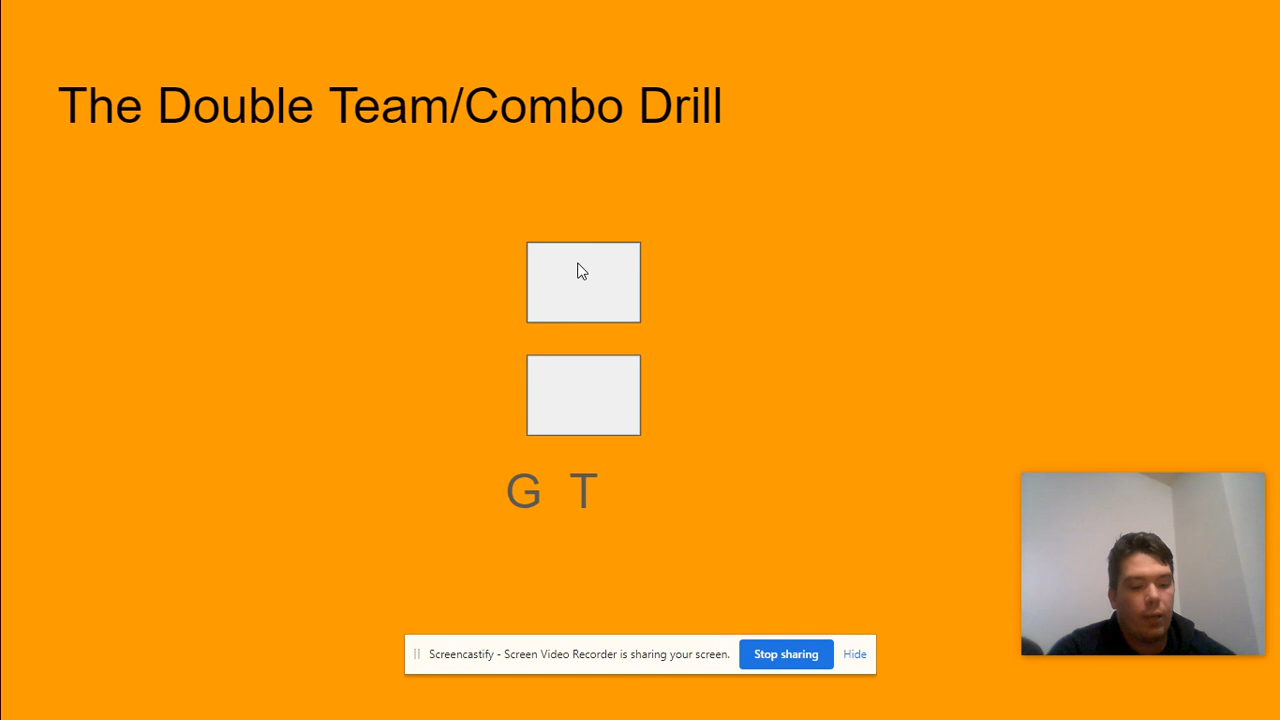 The Double Team/Combo Drill
G T
Screencastify - Screen Video Recorder is sharing your screen. Stop sharing Hide